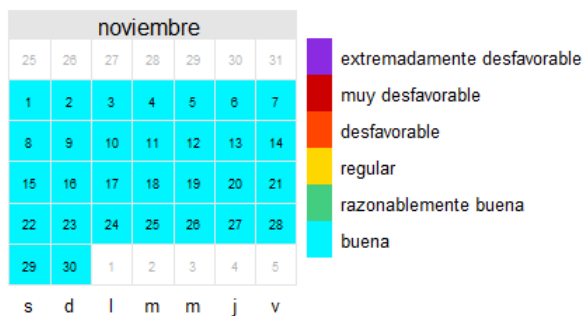 noviembre
25 26 27 28 29 30 31
1 2 3 4 5 6 7
8 9 10 11 12 13 14
15 16 17 18 19 20 21
22 23 24 25 26 27 28
29 30 1 2 3 4 5
s d l m m j v
extremadamente desfavorable
muy desfavorable
desfavorable
regular
razonablemente buena
buena